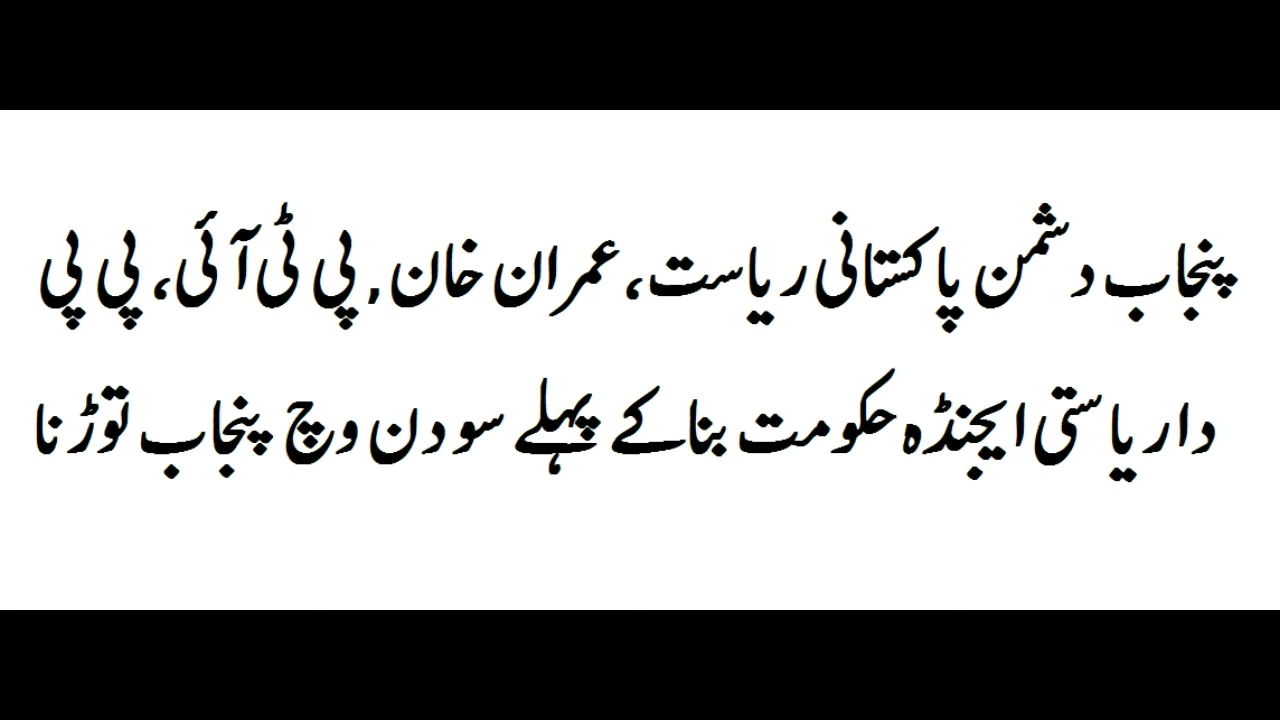 پنجاب دشمن پاکستانی ریاست، عمران خان, پی ٹی آئی، پی پی
دا ریاستی ایجنڈہ حکومت بنا کے پہلے سو دن وچ پنجاب توڑنا